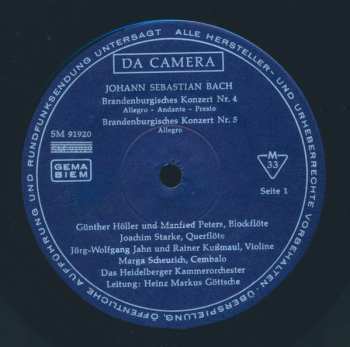 ALLE HERSTELLER- UND URHEBERRECHTE VORBEHALTEN. ÜBERSPIELUNG, ÖFFENTLICHE AUFFÜHRUNG UND RUNDFUNKSENDUNG UNTERSAGT
DA CAMERA
JOHANN SEBASTIAN BACH
Brandenburgisches Konzert Nr. 4
Allegro - Andante - Presto
Brandenburgisches Konzert Nr. 5
Allegro
SM 91920
GEMA
BIEM
M
33
Seite 1
Günther Höller und Manfred Peters, Blockflöte
Joachim Starke, Querflöte
Jörg-Wolfgang Jahn und Rainer Kußmaul, Violine
Marga Scheurich, Cembalo
Das Heidelberger Kammerorchester
Leitung: Heinz Markus Göttsche